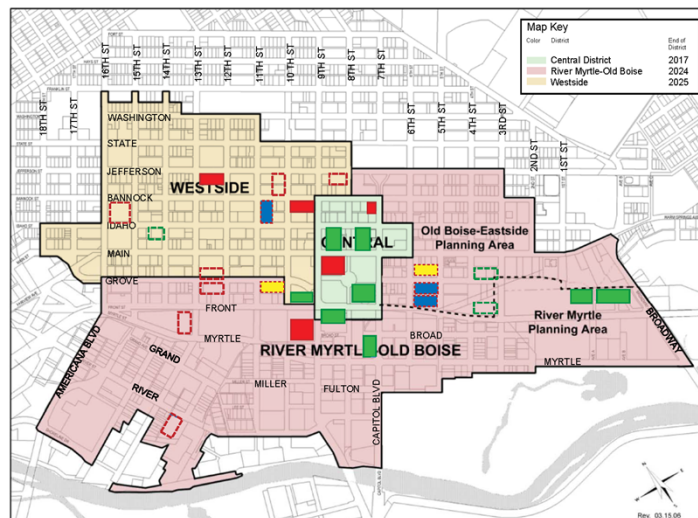 Map Key
Color District End of District
Central District 2017
River Myrtle-Old Boise 2024
Westside 2025
18TH ST
17TH ST
16TH ST
15TH ST
14TH ST
13TH ST
12TH ST
11TH ST
10TH ST
9TH ST
8TH ST
7TH ST
6TH ST
5TH ST
4TH ST
3RD ST
2ND ST
1ST ST
WASHINGTON
STATE
JEFFERSON
WESTSIDE
BANNOCK
IDAHO
MAIN
GROVE
CENTRAL
Old Boise-Eastside
Planning Area
FRONT
MYRTLE
RIVER MYRTLE-OLD BOISE
BROAD
River Myrtle
Planning Area
BROADWAY
AMERICANA BLVD
GRAND
RIVER
MILLER
FULTON
CAPITOL BLVD
MYRTLE
Rev. 03.15.06